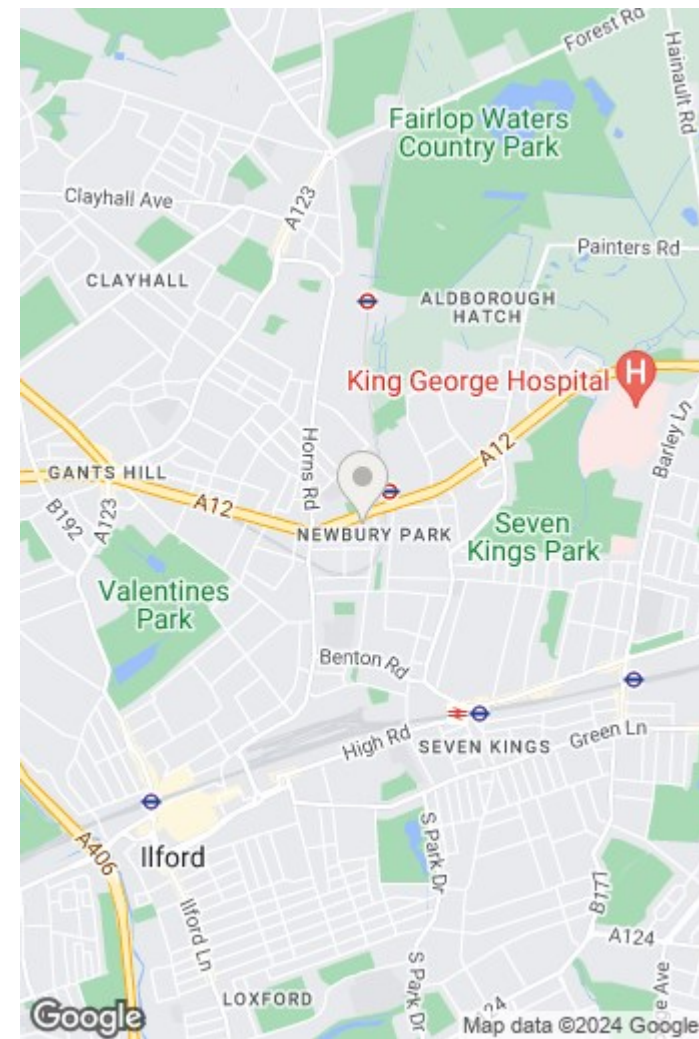 Forest Rd
Hainault Rd
Fairlop Waters
Country Park
Clayhall Ave
A123
Painters Rd
CLAYHALL
ALDBOROUGH
HATCH
King George Hospital
H
Barley Ln
Horns Rd
A12
GANTS HILL
A12
B192
A123
NEWBURY PARK
Seven
Kings Park
Valentines
Park
Benton Rd
High Rd
SEVEN KINGS
Green Ln
A406
Ilford
S Park Dr
B177
Ilford Ln
A124
S Park Dr
LOXFORD
Google
Map data ©2024 Google